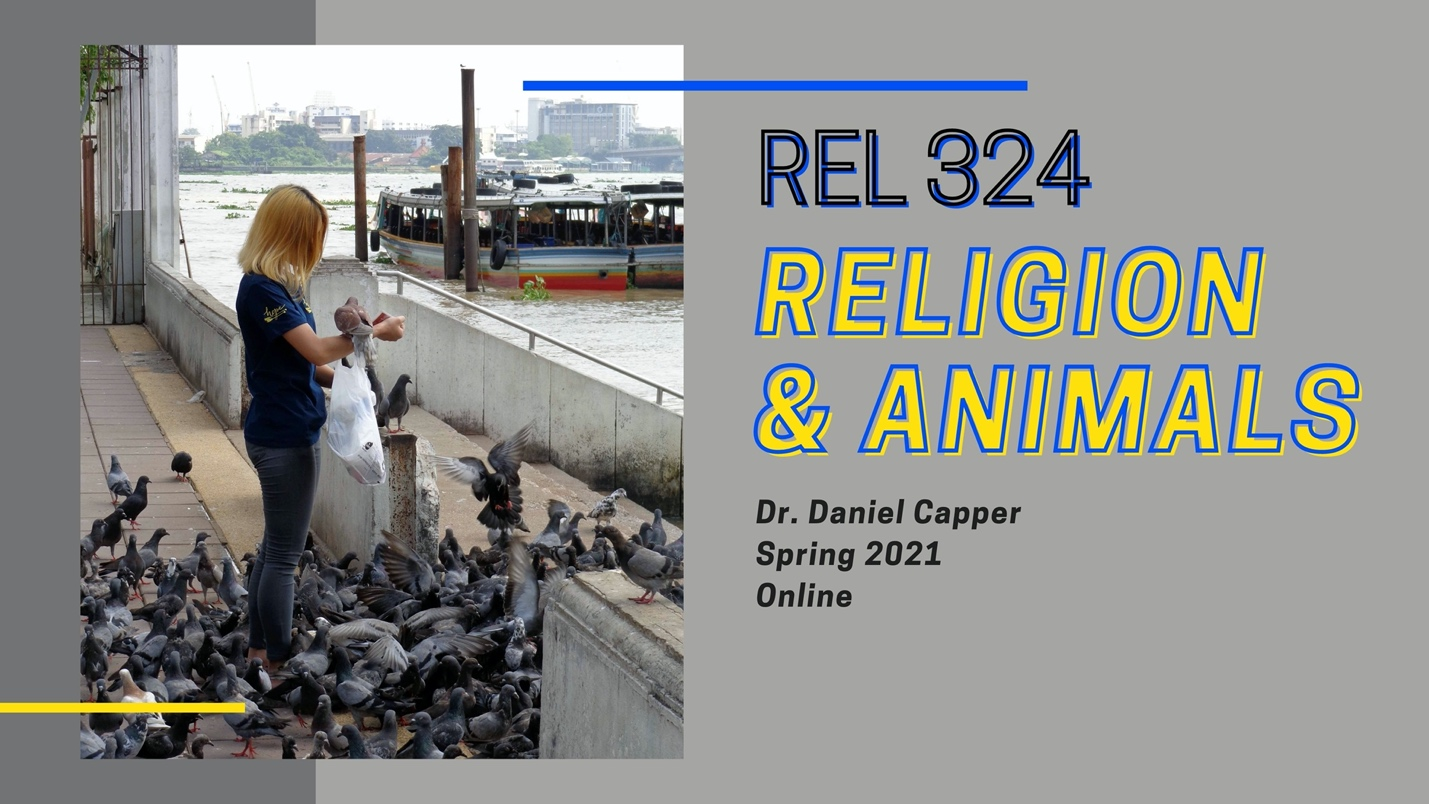 REL 324
RELIGION
& ANIMALS
Dr. Daniel Capper
Spring 2021
Online